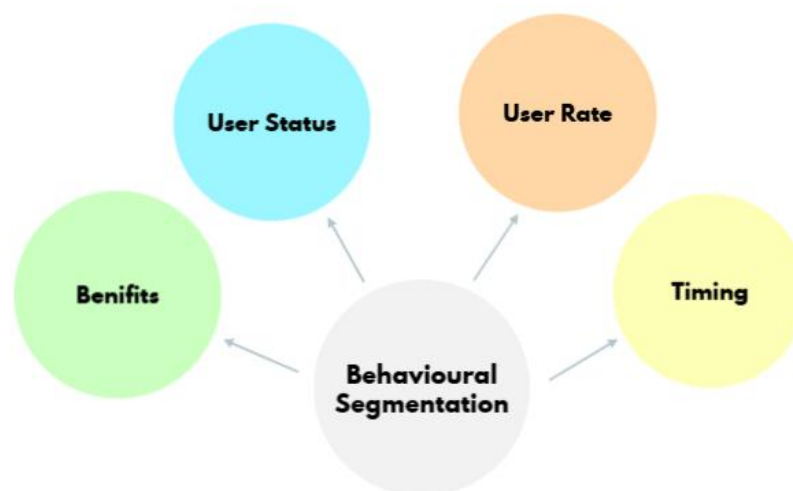 User Status
User Rate
Benifits
Timing
Behavioural
Segmentation